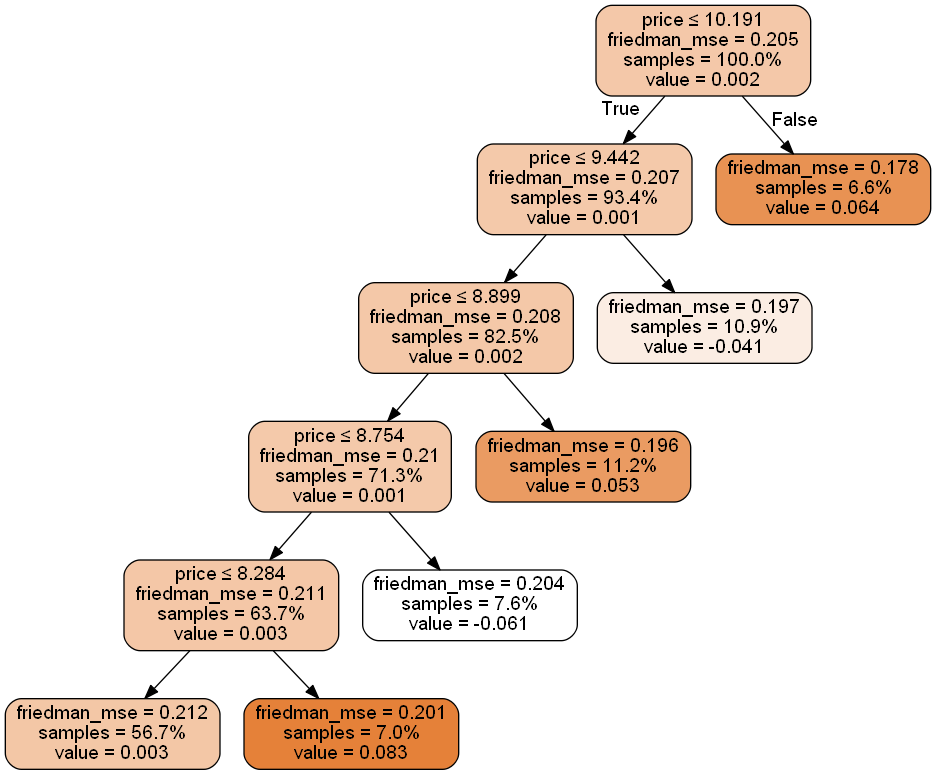 price ≤ 10.191
friedman_mse = 0.205
samples = 100.0%
value = 0.002
True
False
price ≤ 9.442
friedman_mse = 0.207
samples = 93.4%
value = 0.001
friedman_mse = 0.178
samples = 6.6%
value = 0.064
price ≤ 8.899
friedman_mse = 0.208
samples = 82.5%
value = 0.002
friedman_mse = 0.197
samples = 10.9%
value = -0.041
price ≤ 8.754
friedman_mse = 0.21
samples = 71.3%
value = 0.001
friedman_mse = 0.196
samples = 11.2%
value = 0.053
price ≤ 8.284
friedman_mse = 0.211
samples = 63.7%
value = 0.003
friedman_mse = 0.204
samples = 7.6%
value = -0.061
friedman_mse = 0.212
samples = 56.7%
value = 0.003
friedman_mse = 0.201
samples = 7.0%
value = 0.083